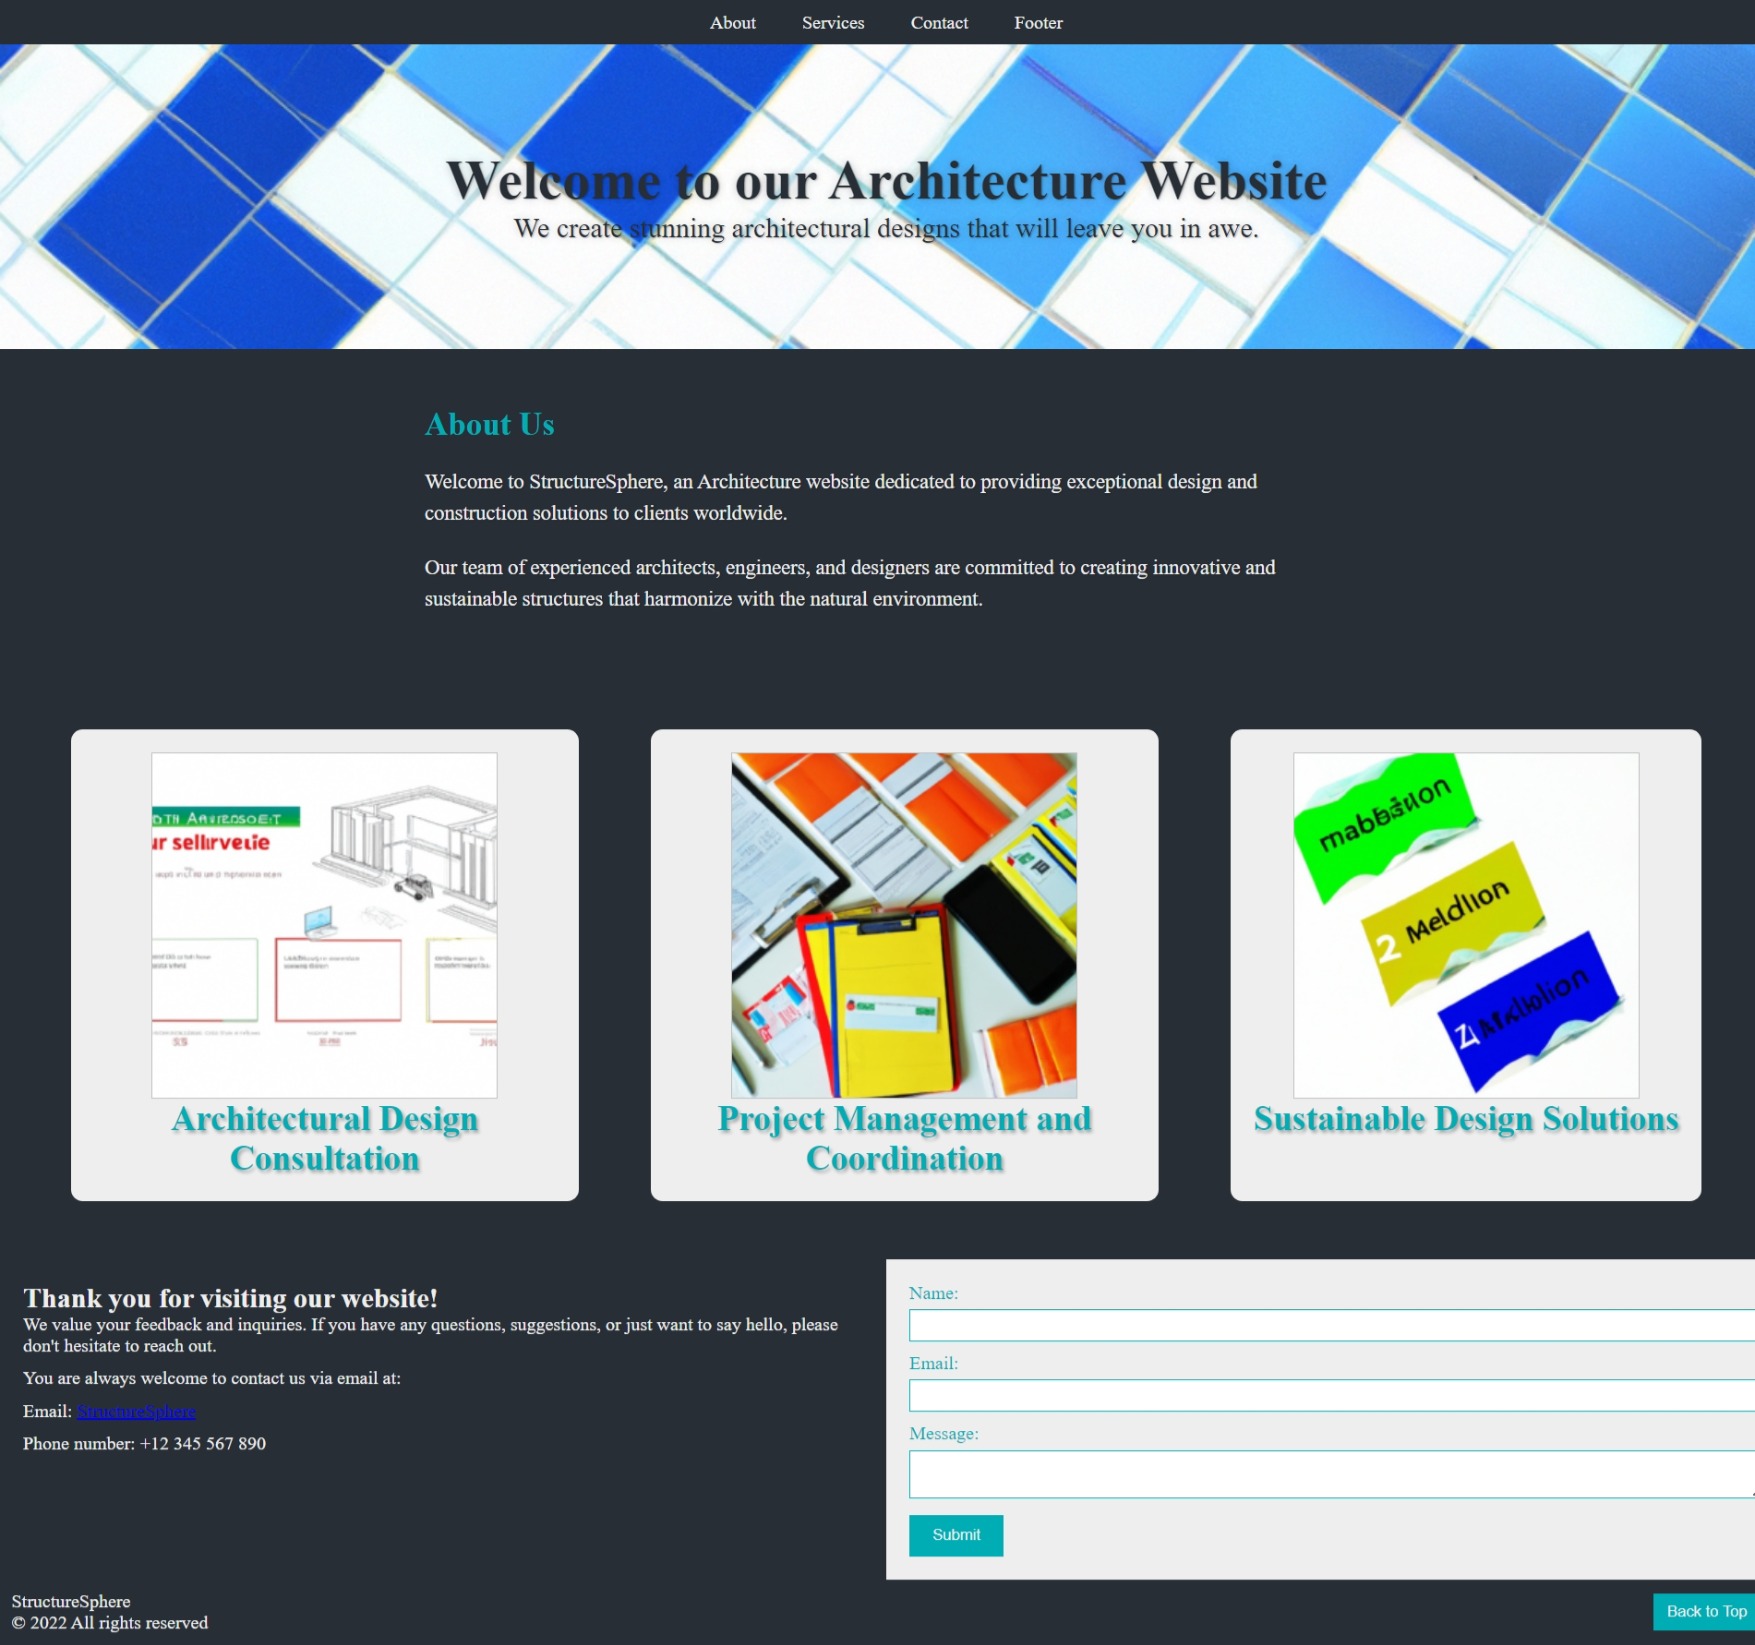 About Services Contact Footer
Welcome to our Architecture Website
We create stunning architectural designs that will leave you in awe.
About Us
Welcome to StructureSphere, an Architecture website dedicated to providing exceptional design and
construction solutions to clients worldwide.
Our team of experienced architects, engineers, and designers are committed to creating innovative and
sustainable structures that harmonize with the natural environment.
ur sellırveιie
2 Meldlıon
Architectural Design
Consultation
Project Management and
Coordination
Sustainable Design Solutions
Thank you for visiting our website!
We value your feedback and inquiries. If you have any questions, suggestions, or just want to say hello, please
don't hesitate to reach out.
You are always welcome to contact us via email at:
Email: StructureSphere
Phone number: +12 345 567 890
Name:
Email:
Message:
Submit
StructureSphere
© 2022 All rights reserved
Back to Top